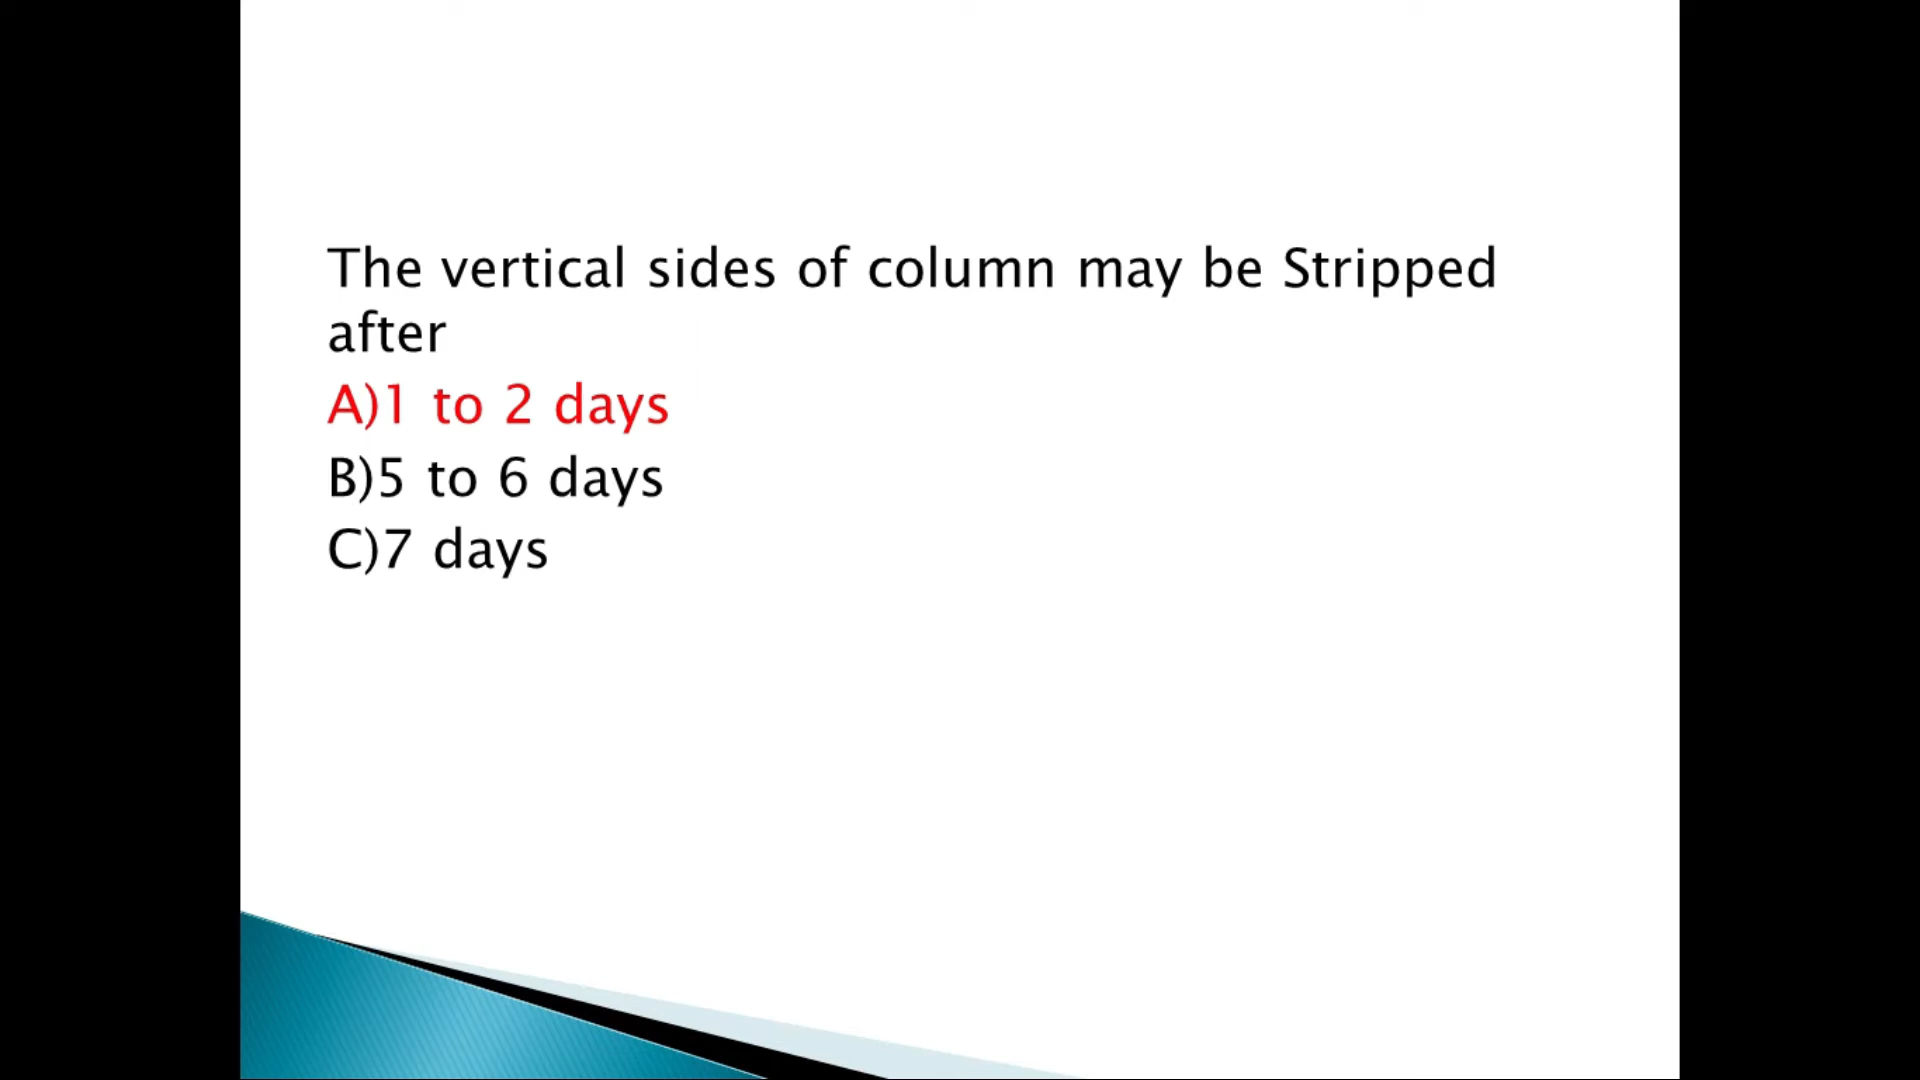 The vertical sides of column may be Stripped
after
A)1 to 2 days
B)5 to 6 days
C)7 days